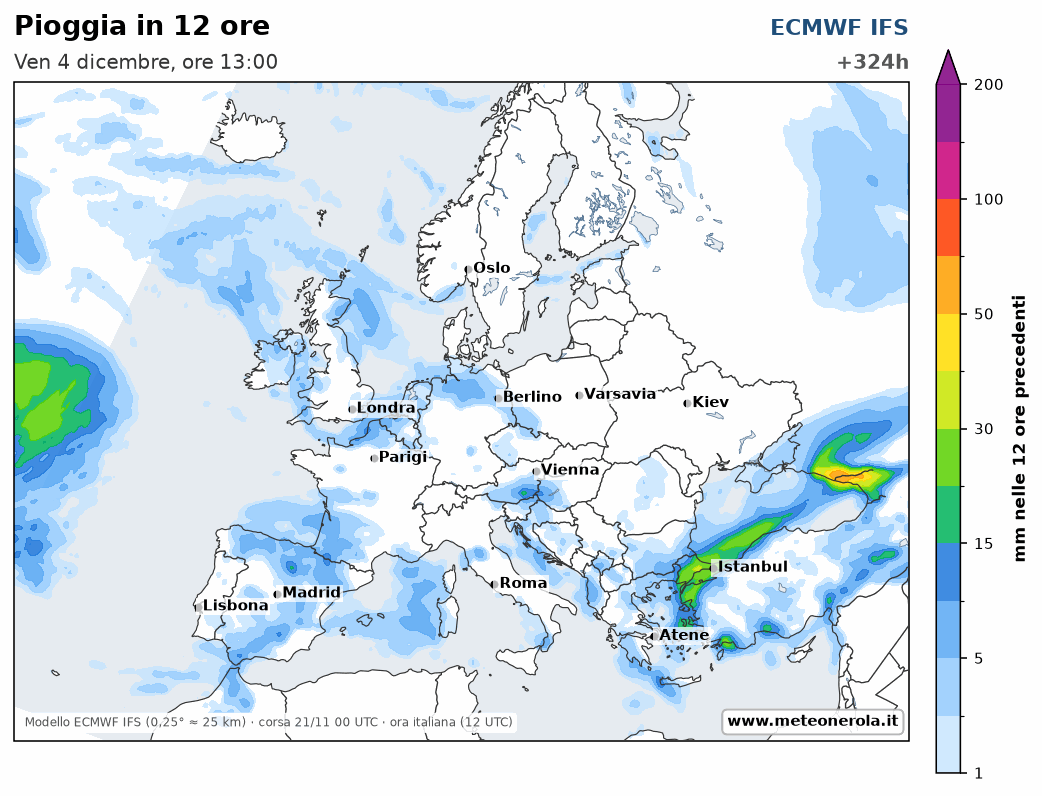 Pioggia in 12 ore
ECMWF IFS
Ven 4 dicembre, ore 13:00
+324h
200
100
50
30
15
5
1
mm nelle 12 ore precedenti
Oslo
Berlino
Varsavia
Kiev
Londra
Parigi
Vienna
Istanbul
Roma
Madrid
Lisbona
Atene
Modello ECMWF IFS (0,25° ≈ 25 km) · corsa 21/11 00 UTC · ora italiana (12 UTC)
www.meteonerola.it